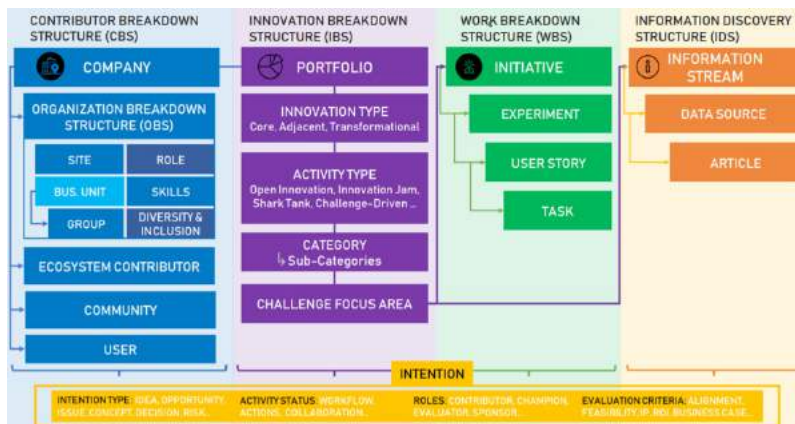 CONTRIBUTOR BREAKDOWN
STRUCTURE (CBS)
COMPANY
ORGANIZATION BREAKDOWN
STRUCTURE (OBS)
SITE
ROLE
BUS. UNIT
SKILLS
GROUP
DIVERSITY &
INCLUSION
ECOSYSTEM CONTRIBUTOR
COMMUNITY
USER
INNOVATION BREAKDOWN
STRUCTURE (IBS)
PORTFOLIO
INNOVATION TYPE
Core, Adjacent, Transformational
ACTIVITY TYPE
Open Innovation, Innovation Jam,
Shark Tank, Challenge-Driven ...
CATEGORY
↳ Sub-Categories
CHALLENGE FOCUS AREA
WORK BREAKDOWN
STRUCTURE (WBS)
INITIATIVE
EXPERIMENT
USER STORY
TASK
INFORMATION DISCOVERY
STRUCTURE (IDS)
INFORMATION
STREAM
DATA SOURCE
ARTICLE
INTENTION
INTENTION TYPE: IDEA, OPPORTUNITY,
ISSUE, CONCEPT, DECISION, RISK...
ACTIVITY STATUS: WORKFLOW,
ACTIONS, COLLABORATION...
ROLES: CONTRIBUTOR, CHAMPION,
EVALUATOR, SPONSOR...
EVALUATION CRITERIA: ALIGNMENT,
FEASIBILITY, IP, ROI, BUSINESS CASE...